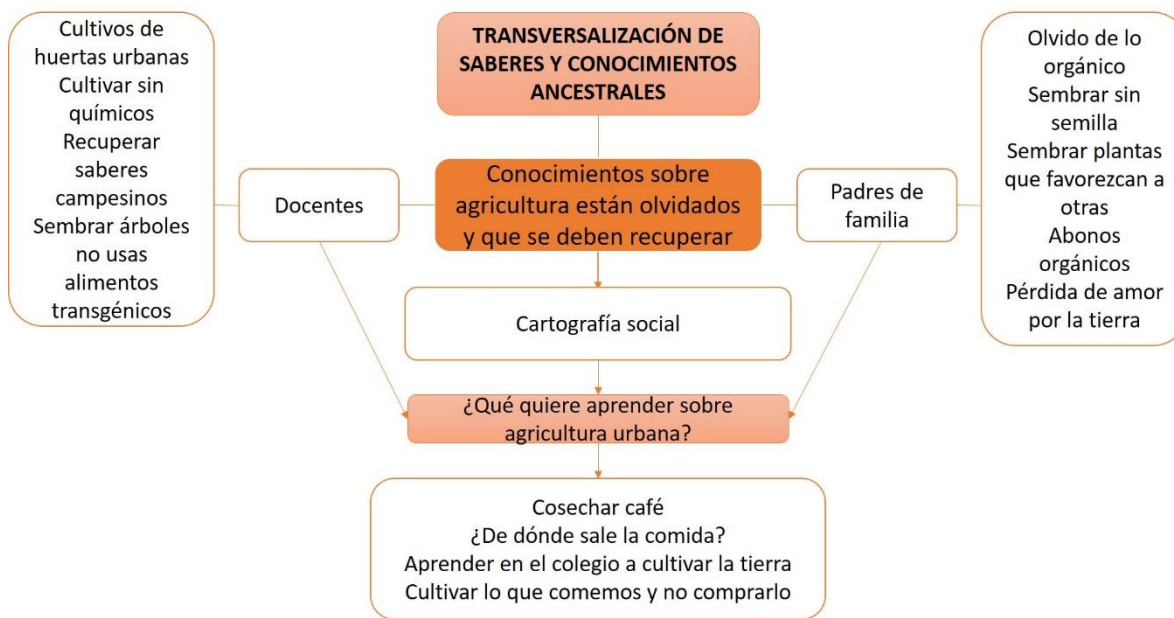 TRANSVERSALIZACIÓN DE
SABERES Y CONOCIMIENTOS
ANCESTRALES
Cultivos de
huertas urbanas
Cultivar sin
químicos
Recuperar
saberes
campesinos
Sembrar árboles
no usas
alimentos
transgénicos
Docentes
Conocimientos sobre
agricultura están olvidados
y que se deben recuperar
Padres de
familia
Olvido de lo
orgánico
Sembrar sin
semilla
Sembrar plantas
que favorezcan a
otras
Abonos
orgánicos
Pérdida de amor
por la tierra
Cartografía social
¿Qué quiere aprender sobre
agricultura urbana?
Cosechar café
¿De dónde sale la comida?
Aprender en el colegio a cultivar la tierra
Cultivar lo que comemos y no comprarlo